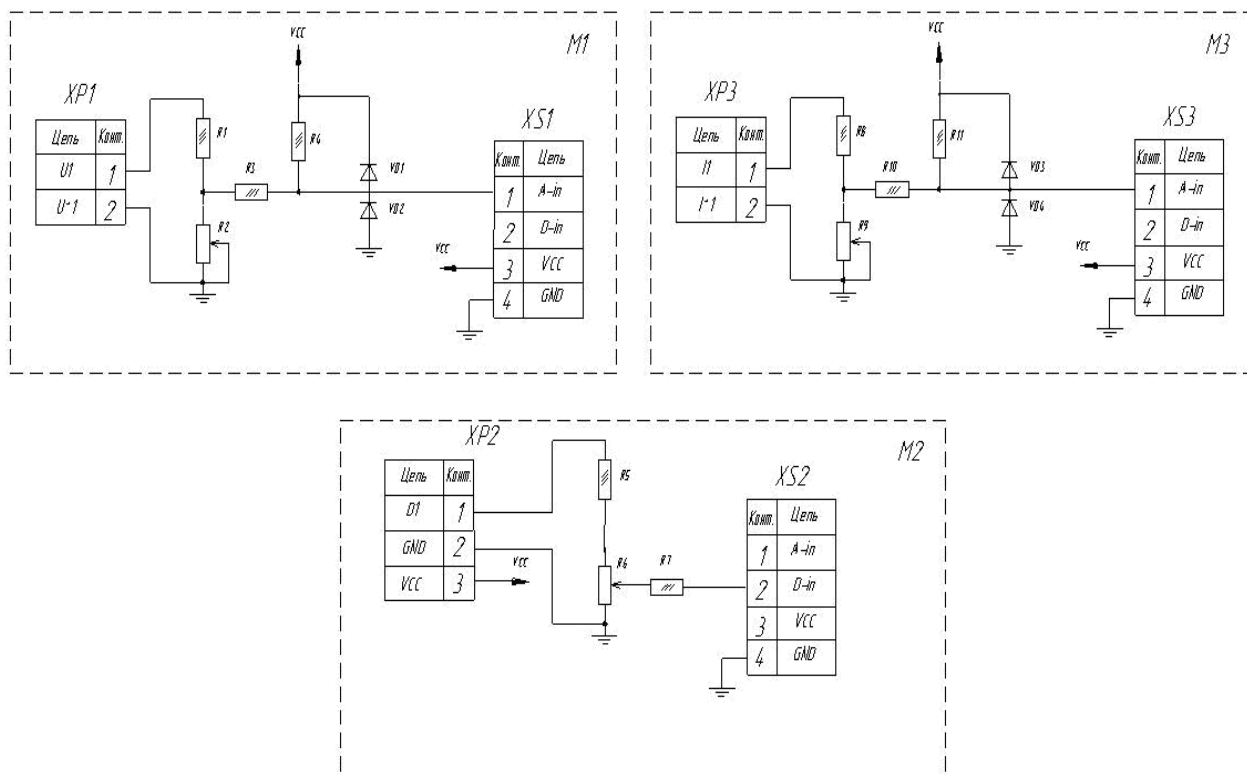 M1
VCC
XP1
Цепь Конт.
U1 1
U-1 2
R1
R2
R3
R4
VD1
VD2
XS1
Конт. Цепь
1 A-in
2 D-in
3 VCC
4 GND
VCC
M3
VCC
XP3
Цепь Конт.
I1 1
I-1 2
R8
R9
R10
R11
VD3
VD4
XS3
Конт. Цепь
1 A-in
2 D-in
3 VCC
4 GND
VCC
M2
XP2
Цепь Конт.
D1 1
GND 2
VCC 3
VCC
R5
R6
R7
XS2
Конт. Цепь
1 A-in
2 D-in
3 VCC
4 GND